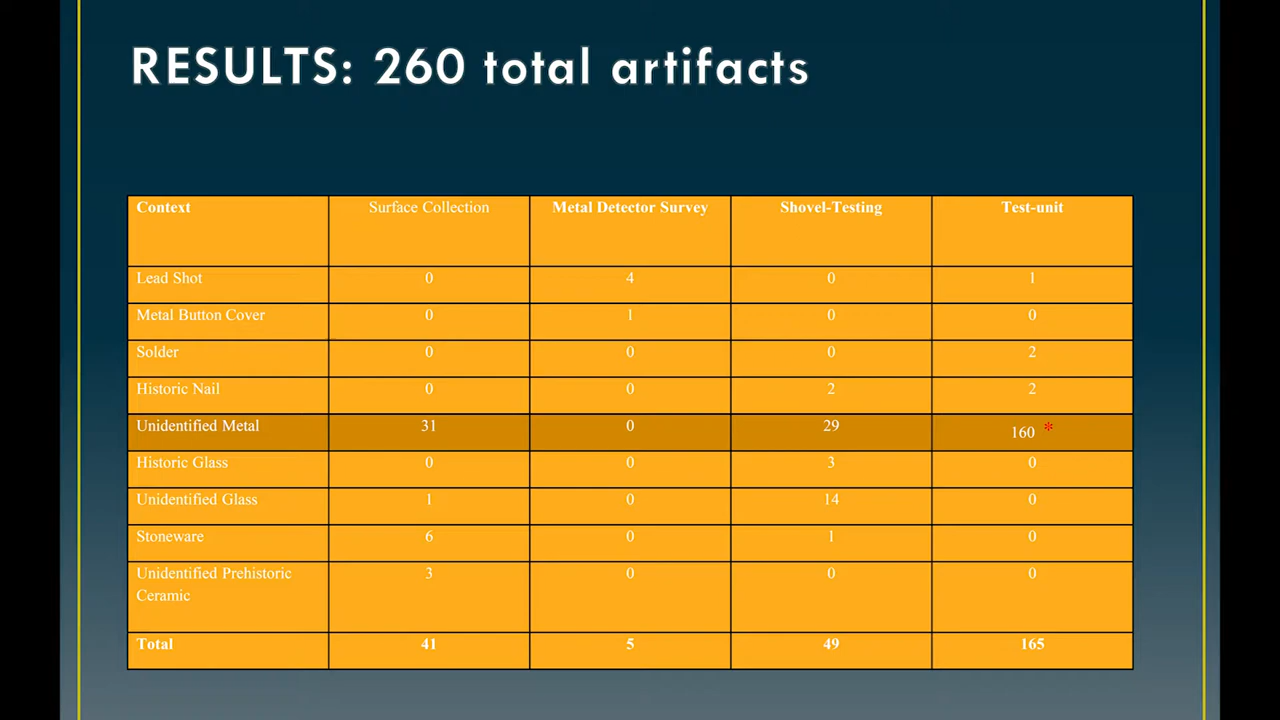 RESULTS: 260 total artifacts
Context Surface Collection Metal Detector Survey Shovel-Testing Test-unit
Lead Shot 0 4 0 1
Metal Button Cover 0 1 0 0
Solder 0 0 0 2
Historic Nail 0 0 2 2
Unidentified Metal 31 0 29 160 *
Historic Glass 0 0 3 0
Unidentified Glass 1 0 14 0
Stoneware 6 0 1 0
Unidentified Prehistoric 3 0 0 0
Ceramic
Total 41 5 49 165